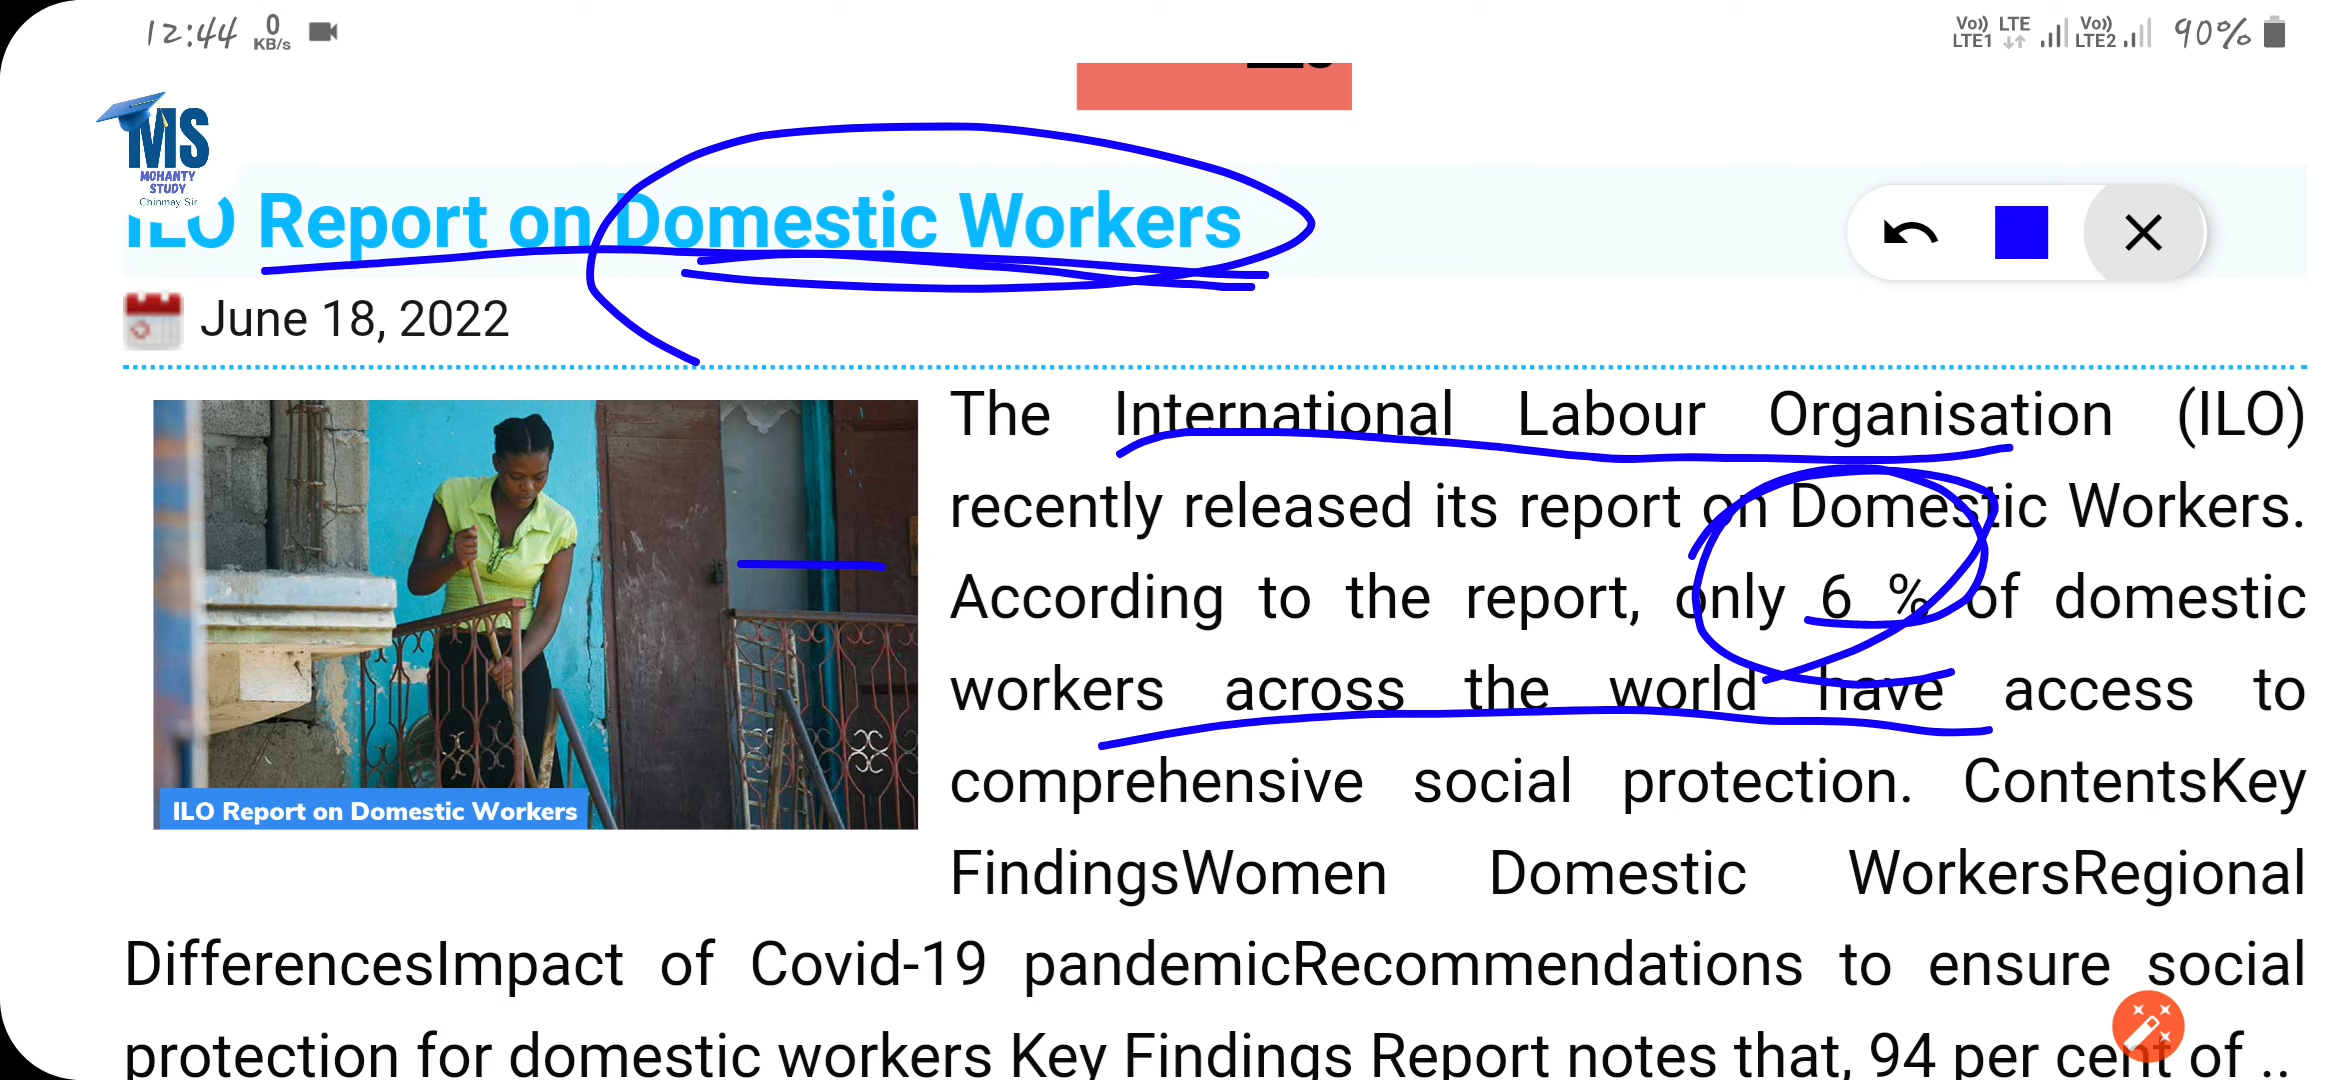 12:44 0 KB/s Vo)) LTE1 LTE Vo)) LTE2 90%
MS
MOHANTY
STUDY
Chinmay Sir
ILO Report on Domestic Workers
June 18, 2022
The International Labour Organisation (ILO)
recently released its report on Domestic Workers.
According to the report, only 6 % of domestic
workers across the world have access to
comprehensive social protection. ContentsKey
FindingsWomen Domestic WorkersRegional
ILO Report on Domestic Workers
DifferencesImpact of Covid-19 pandemicRecommendations to ensure social
protection for domestic workers Key Findings Report notes that, 94 per cent of ..